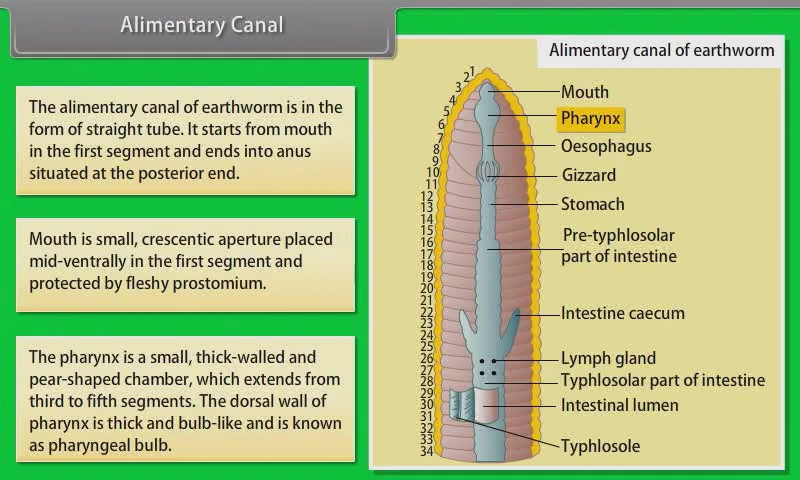 Alimentary Canal
The alimentary canal of earthworm is in the
form of straight tube. It starts from mouth
in the first segment and ends into anus
situated at the posterior end.
Mouth is small, crescentic aperture placed
mid-ventrally in the first segment and
protected by fleshy prostomium.
The pharynx is a small, thick-walled and
pear-shaped chamber, which extends from
third to fifth segments. The dorsal wall of
pharynx is thick and bulb-like and is known
as pharyngeal bulb.
Alimentary canal of earthworm
1
2
3
4
5
6
7
8
9
10
11
12
13
14
15
16
17
18
19
20
21
22
23
24
25
26
27
28
29
30
31
32
33
34
Mouth
Pharynx
Oesophagus
Gizzard
Stomach
Pre-typhlosolar
part of intestine
Intestine caecum
Lymph gland
Typhlosolar part of intestine
Intestinal lumen
Typhlosole